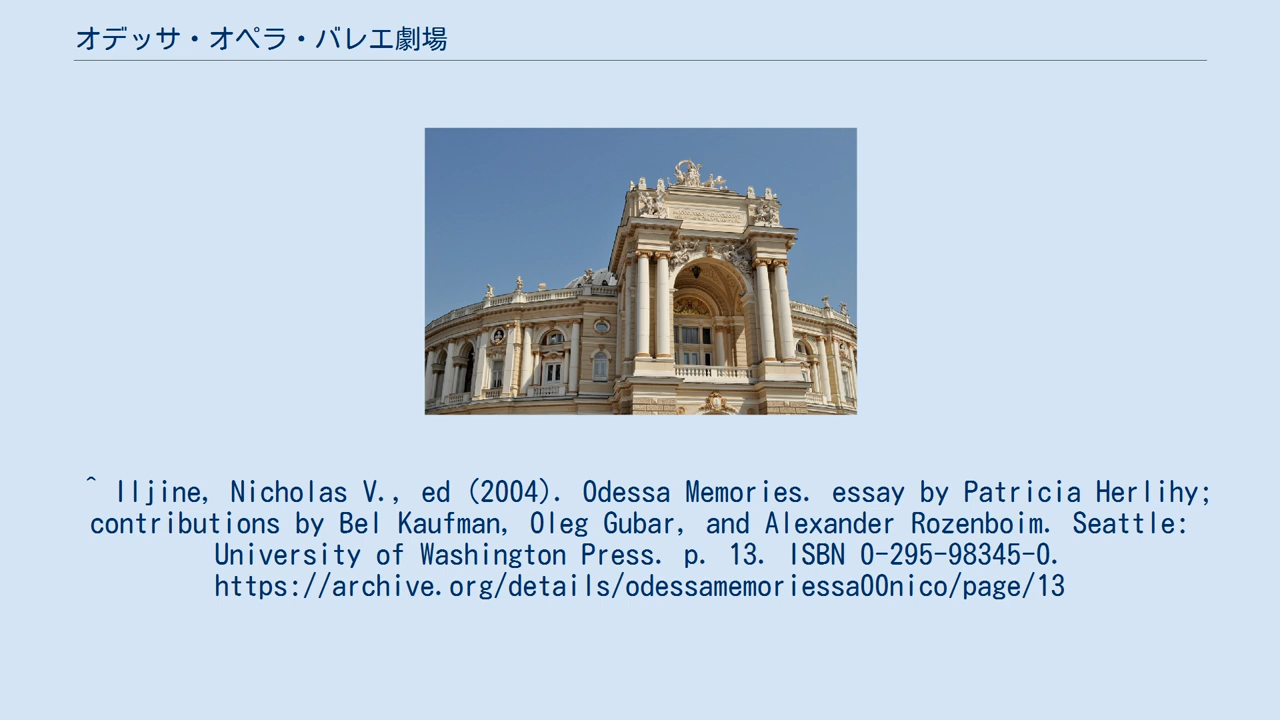 オデッサ・オペラ・バレエ劇場
^ Iljine, Nicholas V., ed (2004). Odessa Memories. essay by Patricia Herlihy;
contributions by Bel Kaufman, Oleg Gubar, and Alexander Rozenboim. Seattle:
University of Washington Press. p. 13. ISBN 0-295-98345-0.
https://archive.org/details/odessamemoriessa00nico/page/13